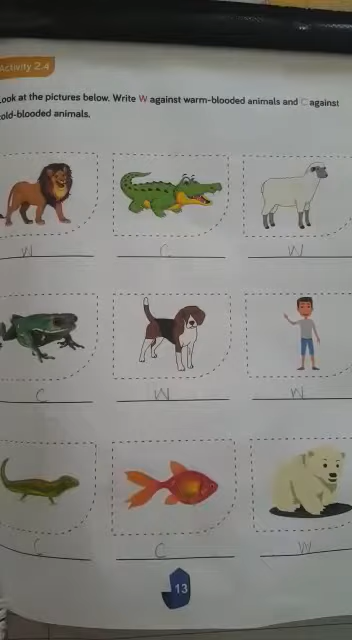 Activity 2.4
Look at the pictures below. Write W against warm-blooded animals and C against
cold-blooded animals.
W C W
C W W
C C W
13